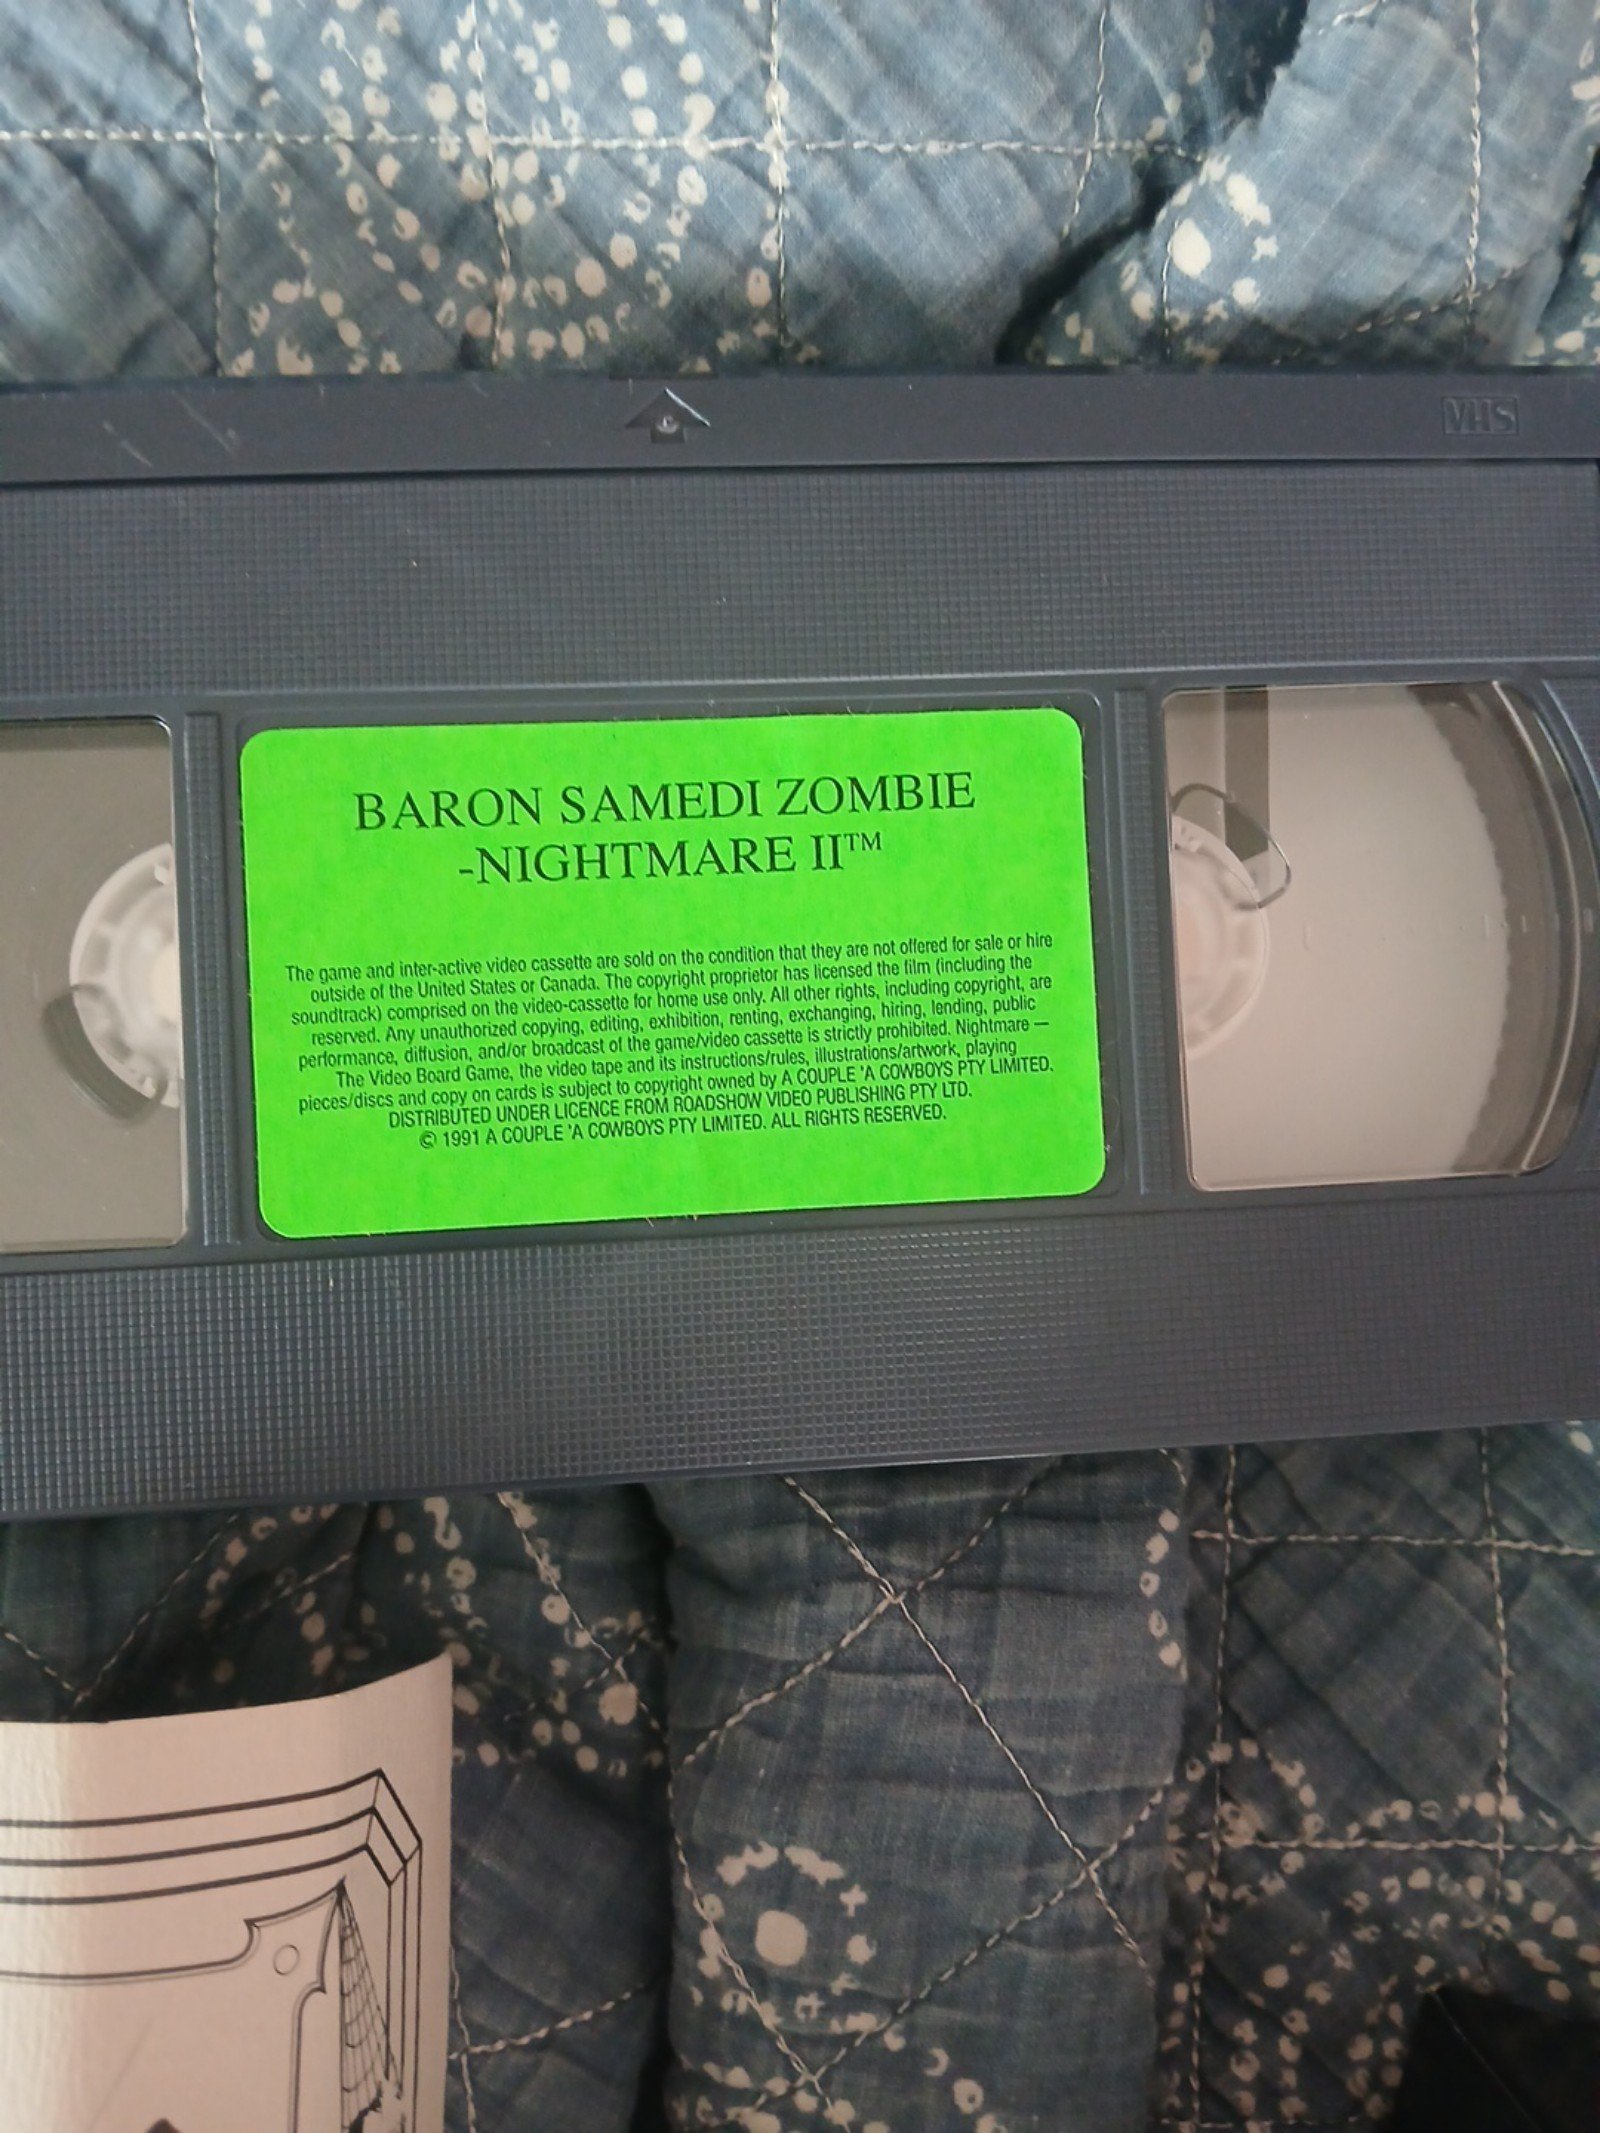 VHS
BARON SAMEDI ZOMBIE
-NIGHTMARE II™
The game and inter-active video cassette are sold on the condition that they are not offered for sale or hire
outside of the United States or Canada. The copyright proprietor has licensed the film (including the
soundtrack) comprised on the video-cassette for home use only. All other rights, including copyright, are
reserved. Any unauthorized copying, editing, exhibition, renting, exchanging, hiring, lending, public
performance, diffusion, and/or broadcast of the game/video cassette is strictly prohibited. Nightmare —
The Video Board Game, the video tape and its instructions/rules, illustrations/artwork, playing
pieces/discs and copy on cards is subject to copyright owned by A COUPLE 'A COWBOYS PTY LIMITED.
DISTRIBUTED UNDER LICENCE FROM ROADSHOW VIDEO PUBLISHING PTY LTD.
© 1991 A COUPLE 'A COWBOYS PTY LIMITED. ALL RIGHTS RESERVED.